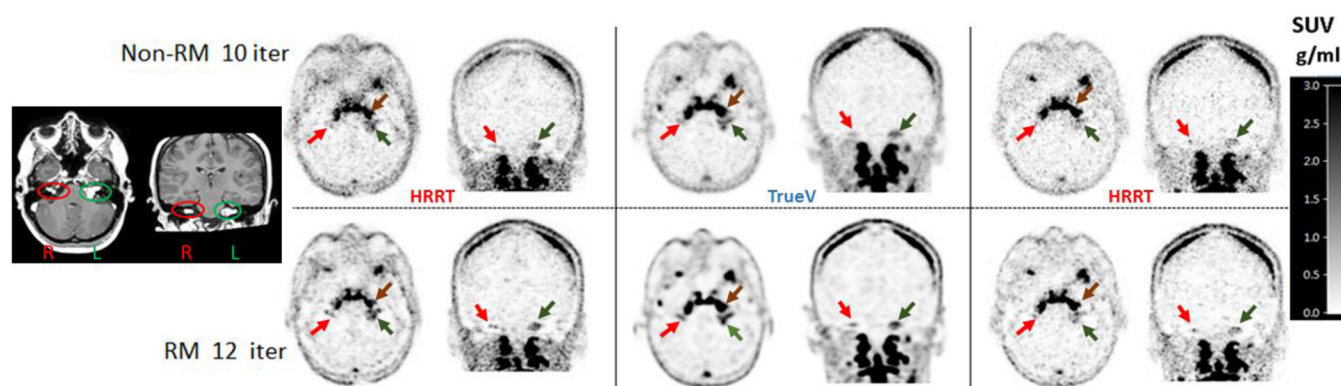 Non-RM 10 iter
SUV
g/ml
3.0
2.5
2.0
1.5
1.0
0.5
0.0
HRRT
TrueV
HRRT
R
L
R
L
RM 12 iter